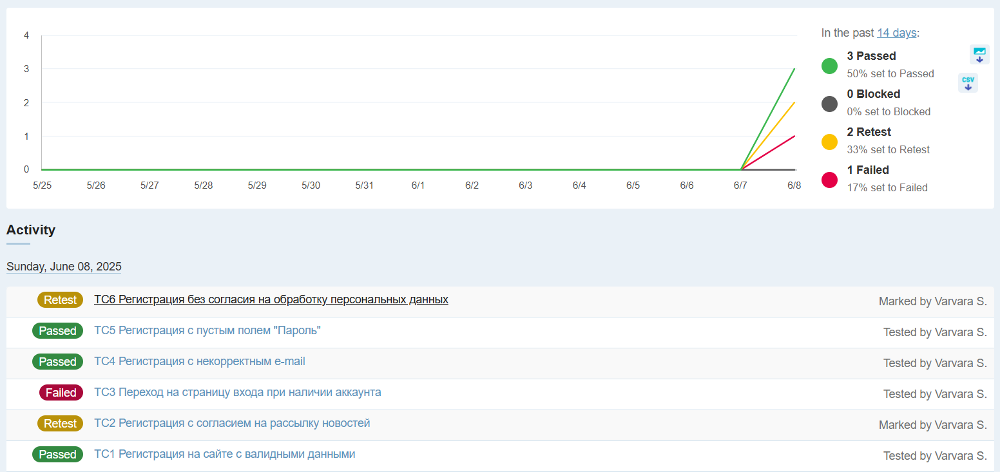 4
3
2
1
0
5/25 5/26 5/27 5/28 5/29 5/30 5/31 6/1 6/2 6/3 6/4 6/5 6/6 6/7 6/8
In the past 14 days:
3 Passed
50% set to Passed
0 Blocked
0% set to Blocked
2 Retest
33% set to Retest
1 Failed
17% set to Failed
CSV
Activity
Sunday, June 08, 2025
Retest ТС6 Регистрация без согласия на обработку персональных данных Marked by Varvara S.
Passed ТС5 Регистрация с пустым полем "Пароль" Tested by Varvara S.
Passed ТС4 Регистрация с некорректным e-mail Tested by Varvara S.
Failed ТС3 Переход на страницу входа при наличии аккаунта Tested by Varvara S.
Retest ТС2 Регистрация с согласием на рассылку новостей Marked by Varvara S.
Passed ТС1 Регистрация на сайте с валидными данными Tested by Varvara S.